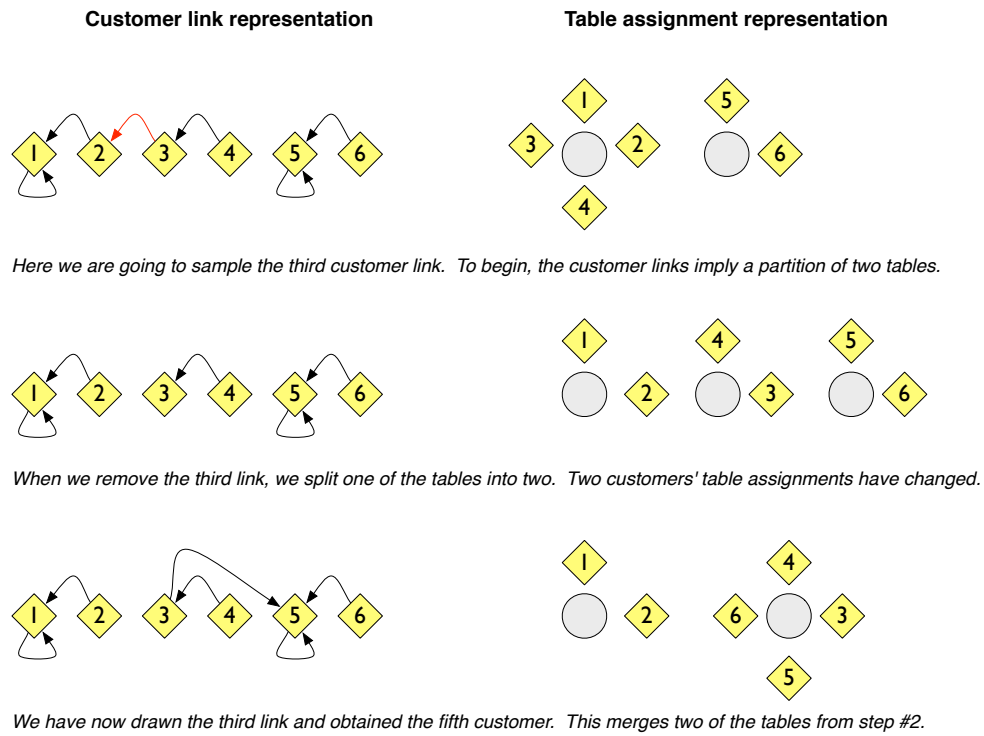 Customer link representation Table assignment representation
1 5
1 2 3 4 5 6 3 2 6
4
Here we are going to sample the third customer link. To begin, the customer links imply a partition of two tables.
1 4 5
1 2 3 4 5 6 2 3 6
When we remove the third link, we split one of the tables into two. Two customers' table assignments have changed.
1 4
1 2 3 4 5 6 2 6 3
5
We have now drawn the third link and obtained the fifth customer. This merges two of the tables from step #2.